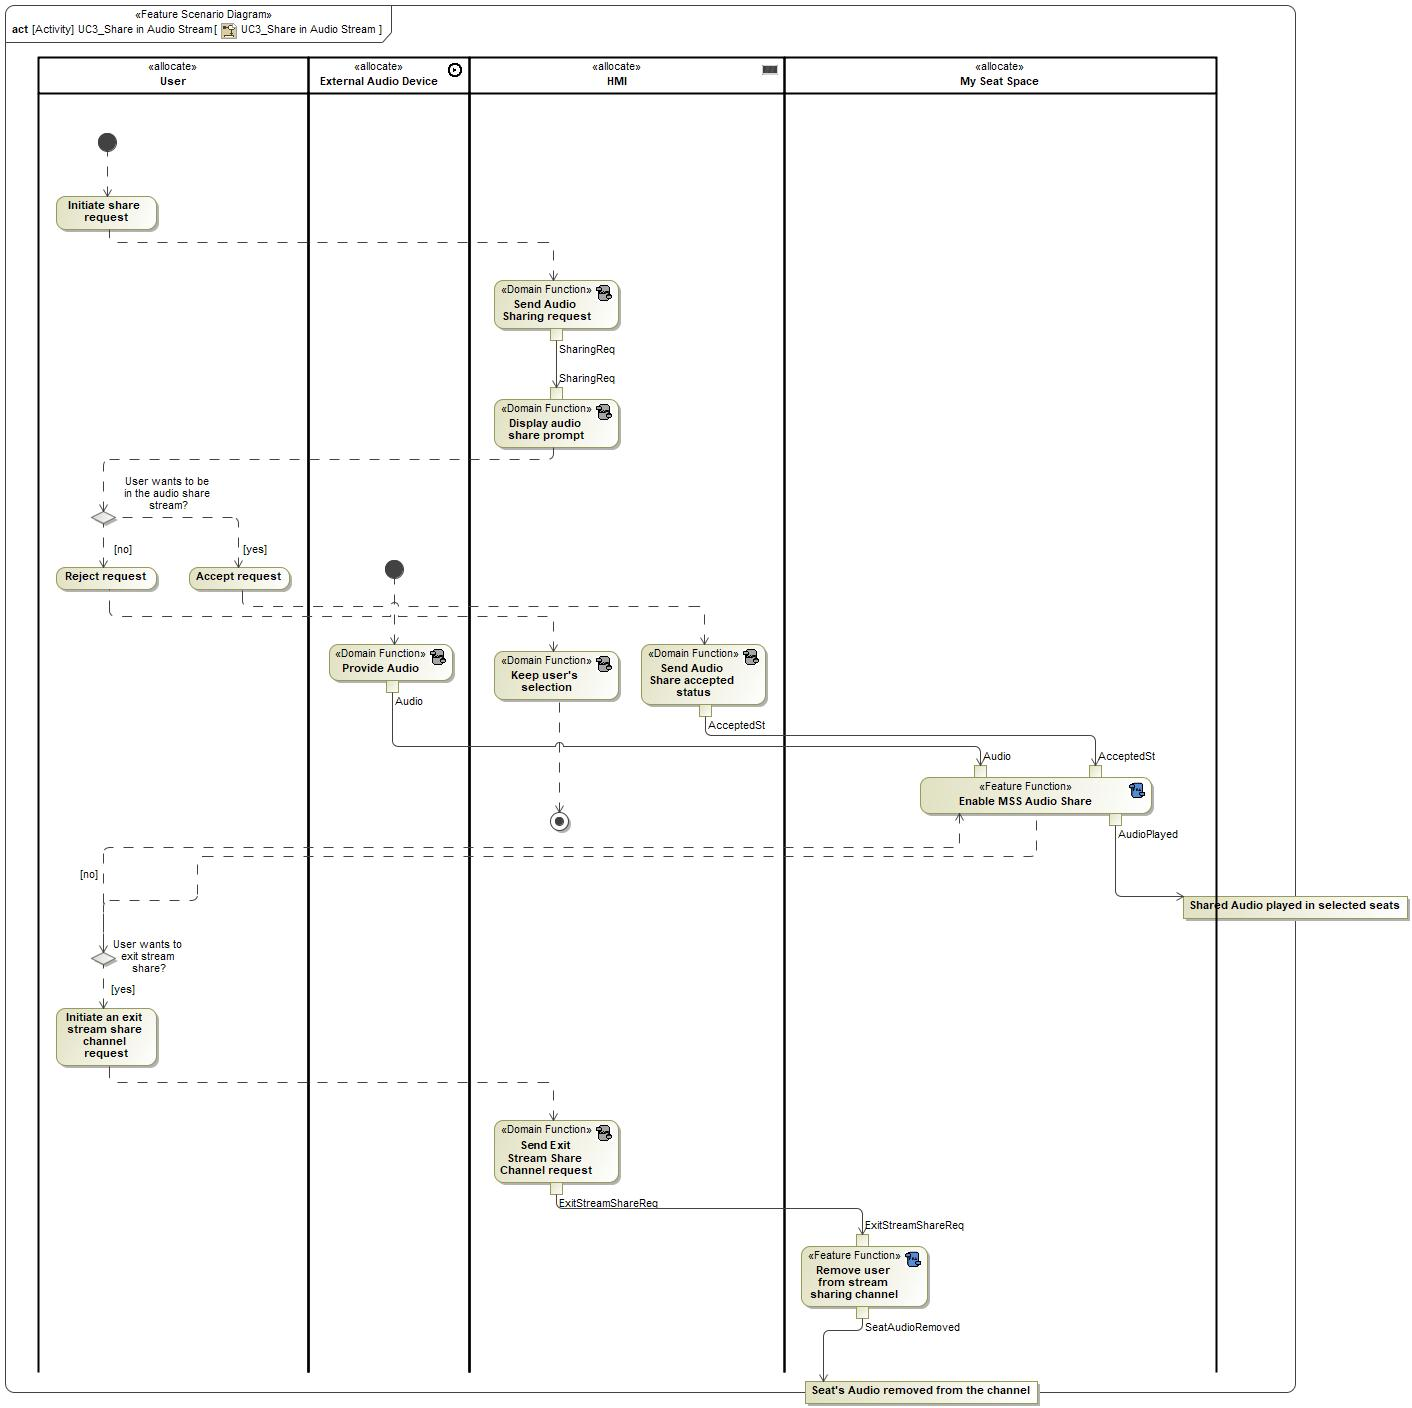 «Feature Scenario Diagram»
act [Activity] UC3_Share in Audio Stream[ UC3_Share in Audio Stream ]
«allocate»
User
«allocate»
External Audio Device
«allocate»
HMI
«allocate»
My Seat Space
Initiate share
request
«Domain Function»
Send Audio
Sharing request
SharingReq
SharingReq
«Domain Function»
Display audio
share prompt
User wants to be
in the audio share
stream?
[no]
[yes]
Reject request
Accept request
«Domain Function»
Provide Audio
Audio
«Domain Function»
Keep user's
selection
«Domain Function»
Send Audio
Share accepted
status
AcceptedSt
Audio
AcceptedSt
«Feature Function»
Enable MSS Audio Share
AudioPlayed
[no]
Shared Audio played in selected seats
User wants to
exit stream
share?
[yes]
Initiate an exit
stream share
channel
request
«Domain Function»
Send Exit
Stream Share
Channel request
ExitStreamShareReq
ExitStreamShareReq
«Feature Function»
Remove user
from stream
sharing channel
SeatAudioRemoved
Seat's Audio removed from the channel